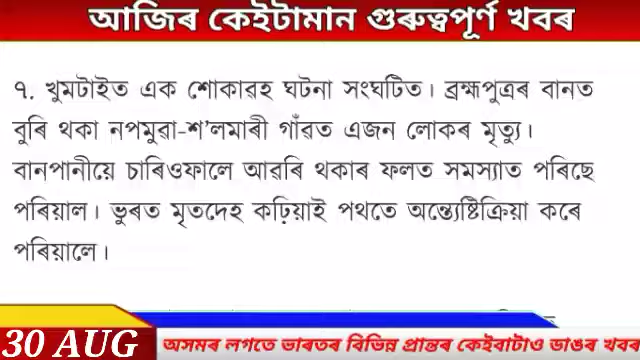 আজিৰ কেইটামান গুৰুত্বপূৰ্ণ খবৰ
৭. খুমটাইত এক শোকাৱহ ঘটনা সংঘটিত। ব্ৰহ্মপুত্ৰৰ বানত
বুৰি থকা নপমুৱা-শ'লমাৰী গাঁৱত এজন লোকৰ মৃত্যু।
বানপানীয়ে চাৰিওফালে আৱৰি থকাৰ ফলত সমস্যাত পৰিছে
পৰিয়াল। ভুৰত মৃতদেহ কঢ়িয়াই পথতে অন্ত্যেষ্টিক্ৰিয়া কৰে
পৰিয়ালে।
30 AUG
অসমৰ লগতে ভাৰতৰ বিভিন্ন প্ৰান্তৰ কেইবাটাও ডাঙৰ খবৰ